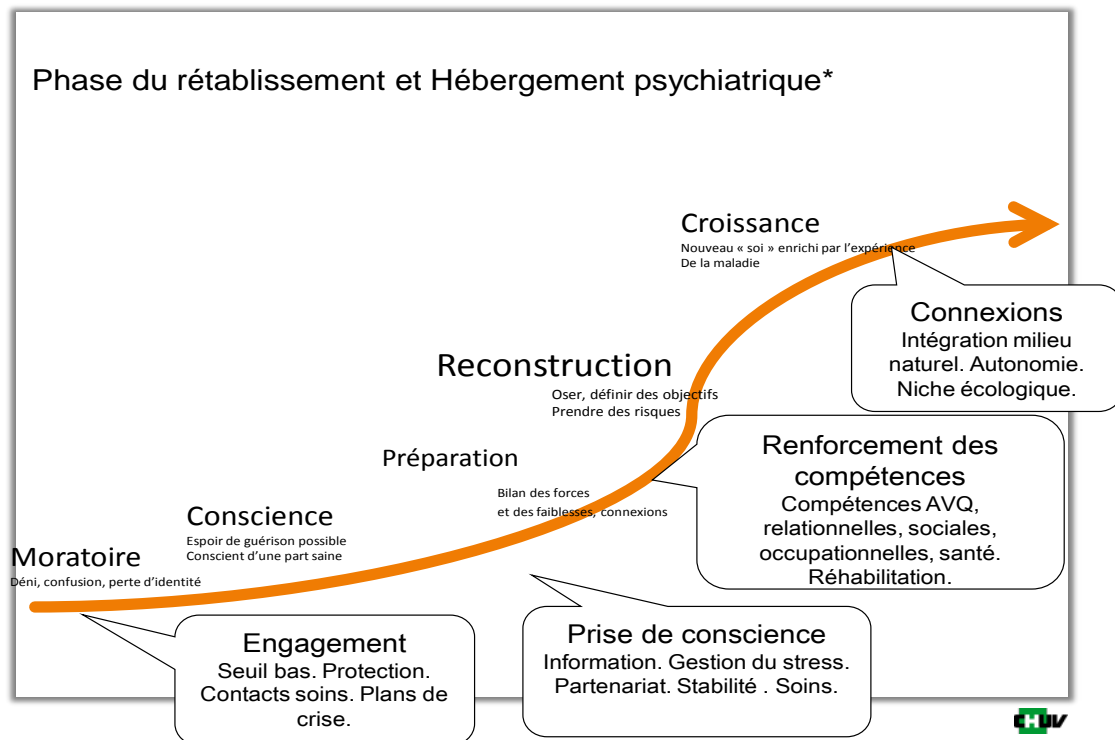 Phase du rétablissement et Hébergement psychiatrique*
Croissance
Nouveau « soi » enrichi par l’expérience
De la maladie
Connexions
Intégration milieu
naturel. Autonomie.
Niche écologique.
Reconstruction
Oser, définir des objectifs
Prendre des risques
Renforcement des
compétences
Compétences AVQ,
relationnelles, sociales,
occupationnelles, santé.
Réhabilitation.
Préparation
Bilan des forces
et des faiblesses, connexions
Conscience
Espoir de guérison possible
Conscient d’une part saine
Moratoire
Déni, confusion, perte d’identité
Engagement
Seuil bas. Protection.
Contacts soins. Plans de
crise.
Prise de conscience
Information. Gestion du stress.
Partenariat. Stabilité . Soins.
CHUV